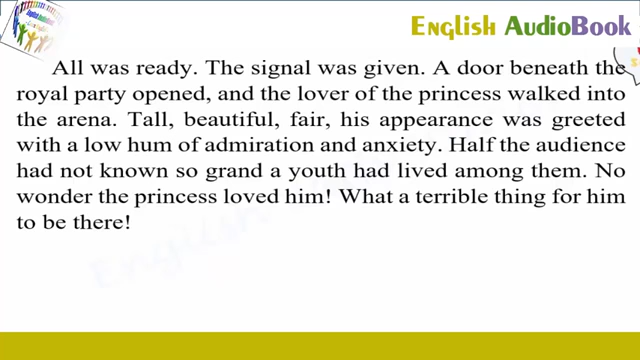 English AudioBook
All was ready. The signal was given. A door beneath the
royal party opened, and the lover of the princess walked into
the arena. Tall, beautiful, fair, his appearance was greeted
with a low hum of admiration and anxiety. Half the audience
had not known so grand a youth had lived among them. No
wonder the princess loved him! What a terrible thing for him
to be there!